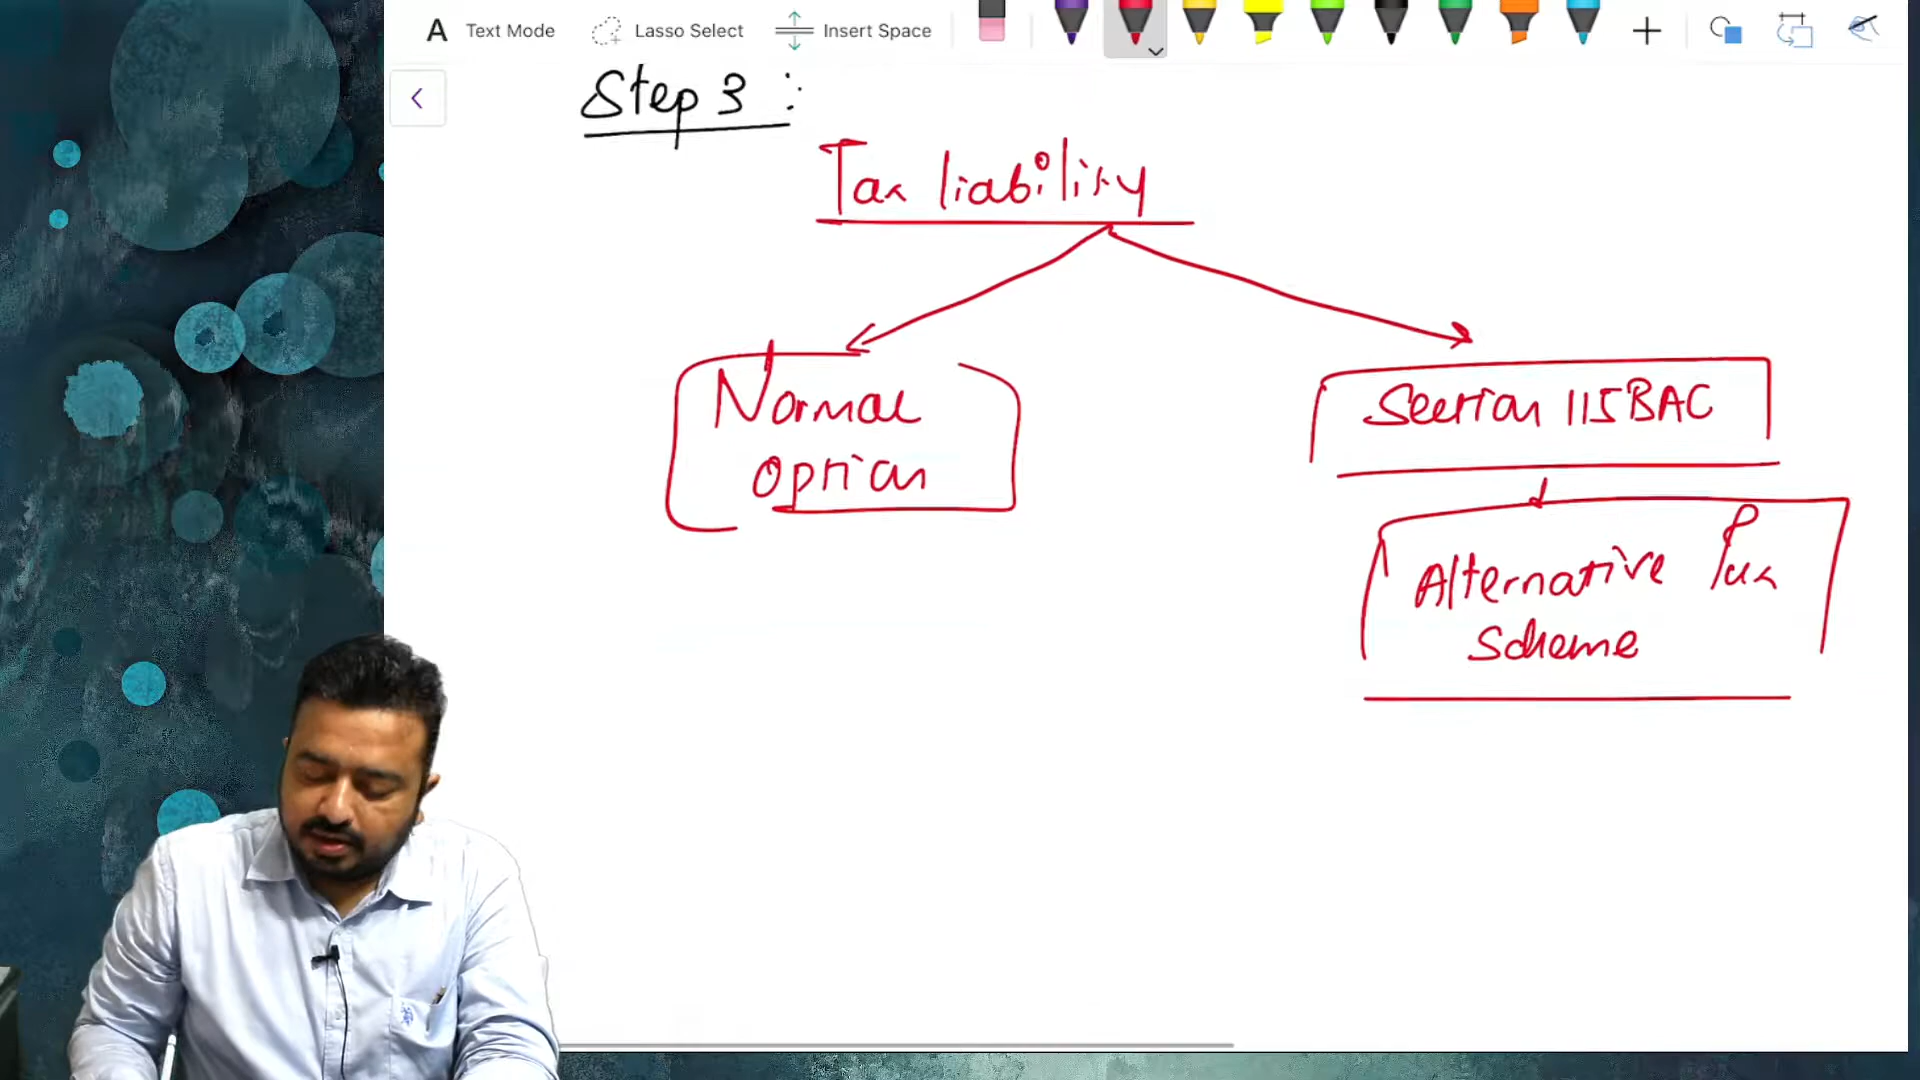 A Text Mode Lasso Select Insert Space
Step 3 :
Tax liability
Normal
Option
Section 115BAC
Alternative Tax
Scheme